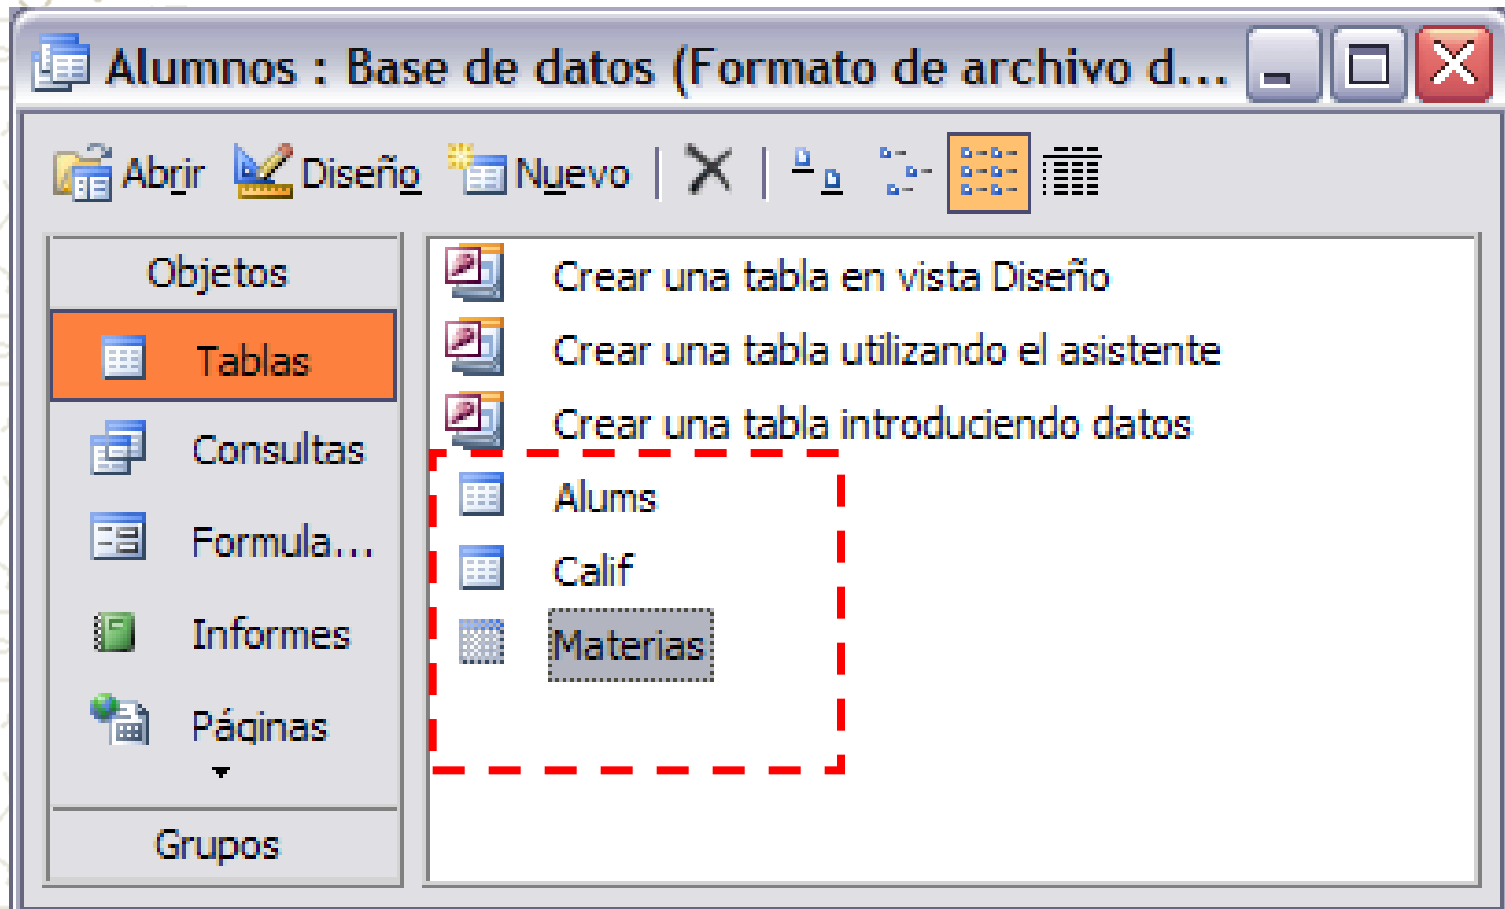 Alumnos : Base de datos (Formato de archivo d...
Abrir Diseño Nuevo
Objetos
Tablas
Consultas
Formula...
Informes
Páginas
Grupos
Crear una tabla en vista Diseño
Crear una tabla utilizando el asistente
Crear una tabla introduciendo datos
Alums
Calif
Materias